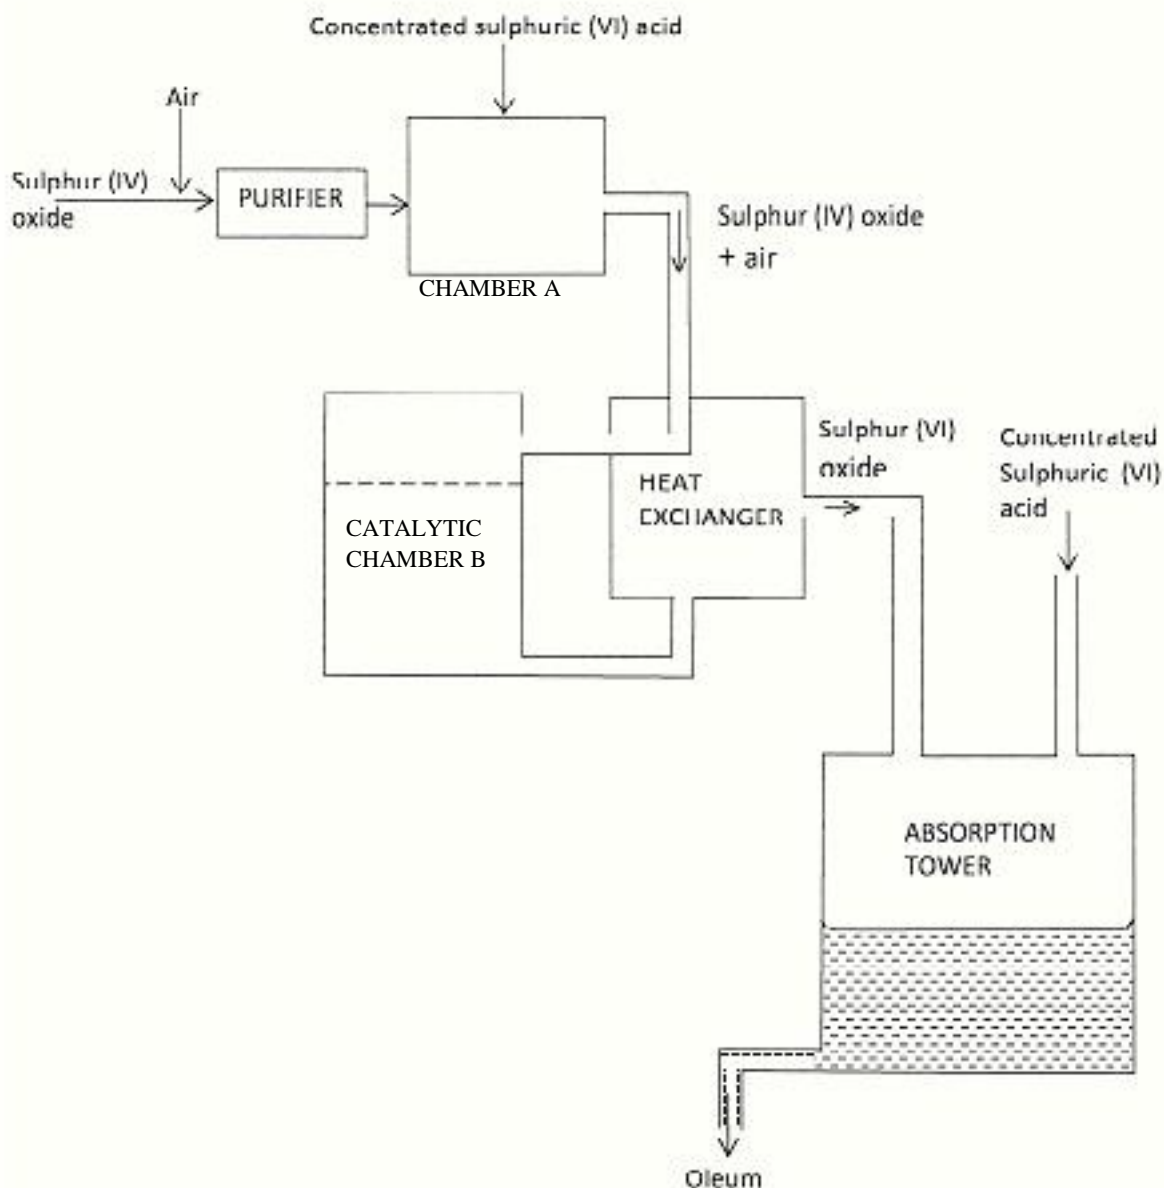 Concentrated sulphuric (VI) acid
Air
Sulphur (IV)
oxide
PURIFIER
CHAMBER A
Sulphur (IV) oxide
+ air
CATALYTIC
CHAMBER B
HEAT
EXCHANGER
Sulphur (VI)
oxide
Concentrated
Sulphuric (VI)
acid
ABSORPTION
TOWER
Oleum